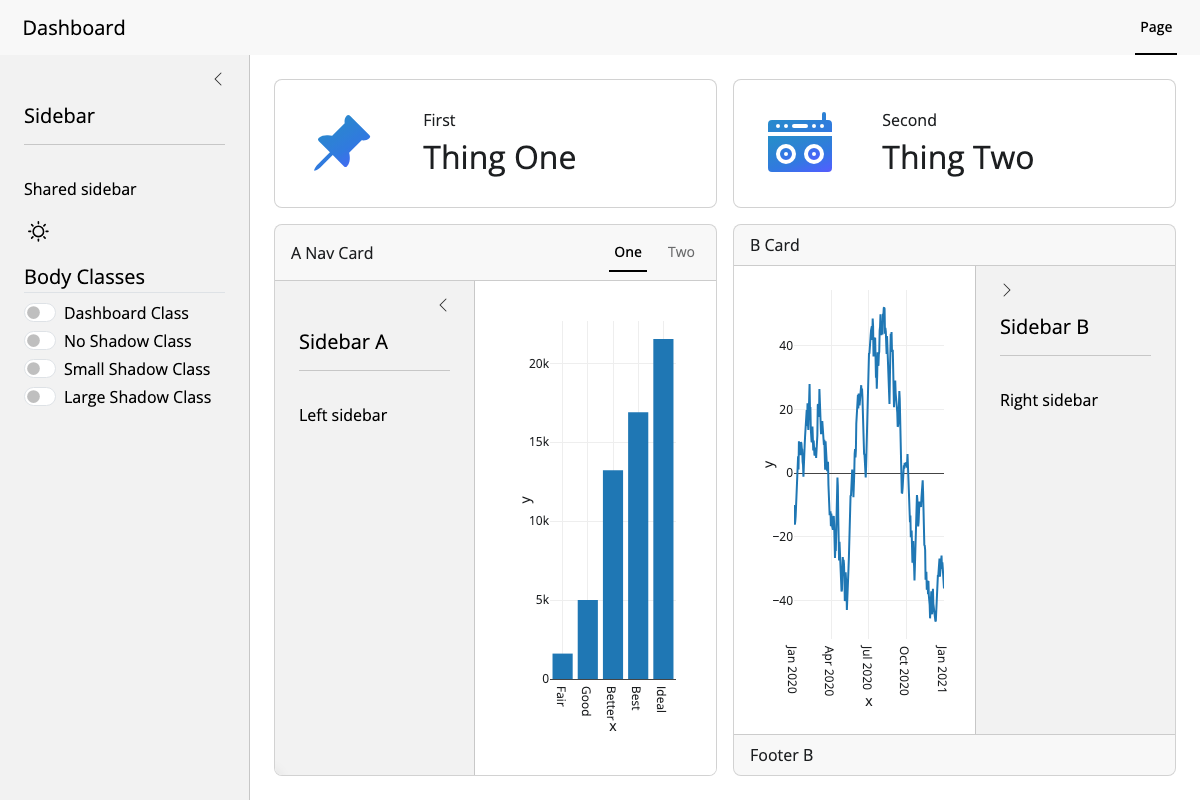 Dashboard
Page
Sidebar
Shared sidebar
Body Classes
Dashboard Class
No Shadow Class
Small Shadow Class
Large Shadow Class
First
Thing One
Second
Thing Two
A Nav Card
One
Two
Sidebar A
Left sidebar
20k
15k
10k
5k
0
y
Fair
Good
Better
Best
Ideal
x
B Card
40
20
0
−20
−40
y
Jan 2020
Apr 2020
Jul 2020
Oct 2020
Jan 2021
x
Sidebar B
Right sidebar
Footer B